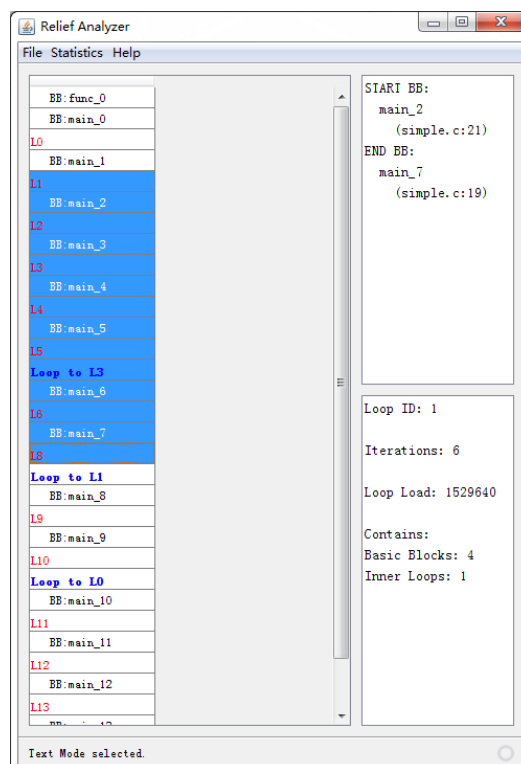 Relief Analyzer
File Statistics Help
BB:func_0
BB:main_0
L0
BB:main_1
L1
BB:main_2
L2
BB:main_3
L3
BB:main_4
L4
BB:main_5
L5
Loop to L3
BB:main_6
L6
BB:main_7
L8
Loop to L1
BB:main_8
L9
BB:main_9
L10
Loop to L0
BB:main_10
L11
BB:main_11
L12
BB:main_12
L13
START BB:
main_2
(simple.c:21)
END BB:
main_7
(simple.c:19)
Loop ID: 1
Iterations: 6
Loop Load: 1529640
Contains:
Basic Blocks: 4
Inner Loops: 1
Text Mode selected.